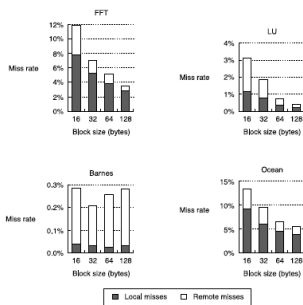 FFT
12%
10%
8%
Miss rate 6%
4%
2%
0%
16 32 64 128
Block size (bytes)
LU
4%
3%
Miss rate 2%
1%
0%
16 32 64 128
Block size (bytes)
Barnes
0.3%
0.2%
Miss rate
0.1%
0.0%
16 32 64 128
Block size (bytes)
Ocean
15%
10%
Miss rate
5%
0%
16 32 64 128
Block size (bytes)
Local misses Remote misses